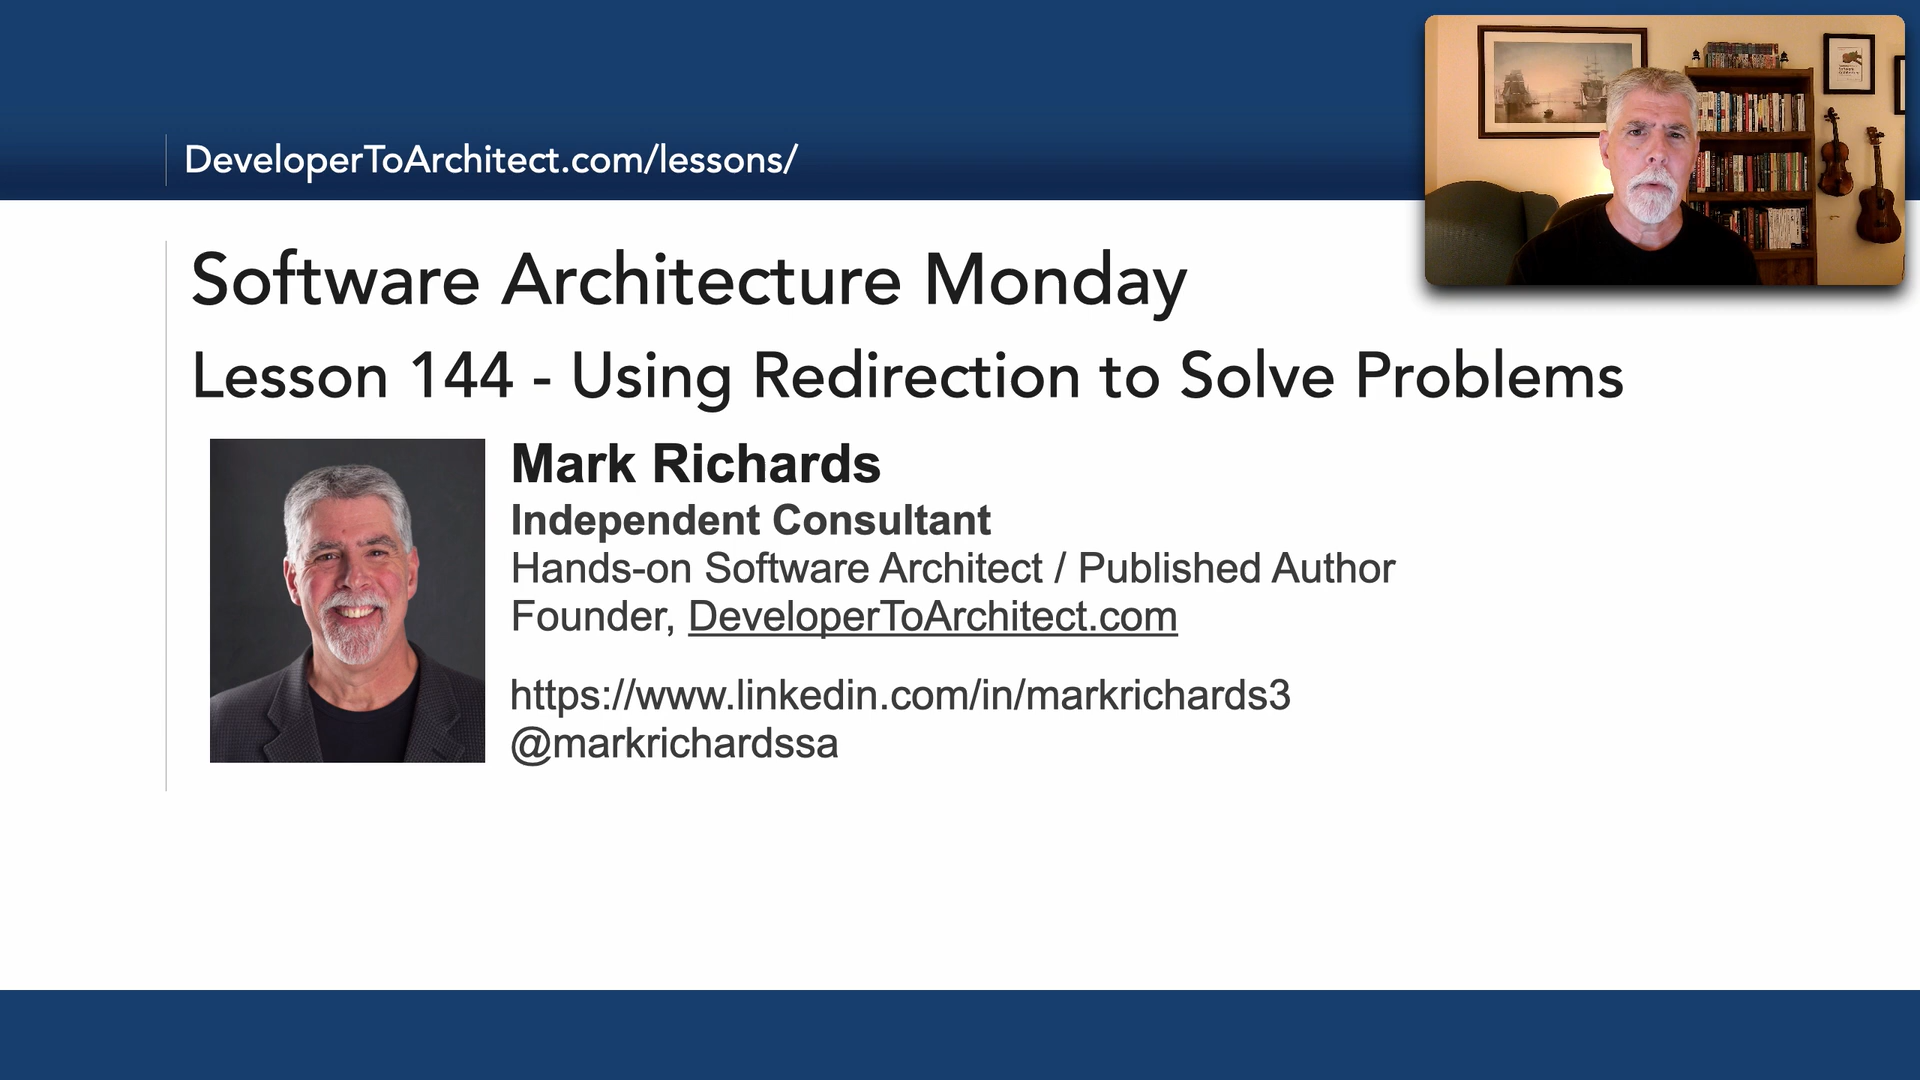 DeveloperToArchitect.com/lessons/
Software Architecture Monday
Lesson 144 - Using Redirection to Solve Problems
Mark Richards
Independent Consultant
Hands-on Software Architect / Published Author
Founder, DeveloperToArchitect.com
https://www.linkedin.com/in/markrichards3
@markrichardssa